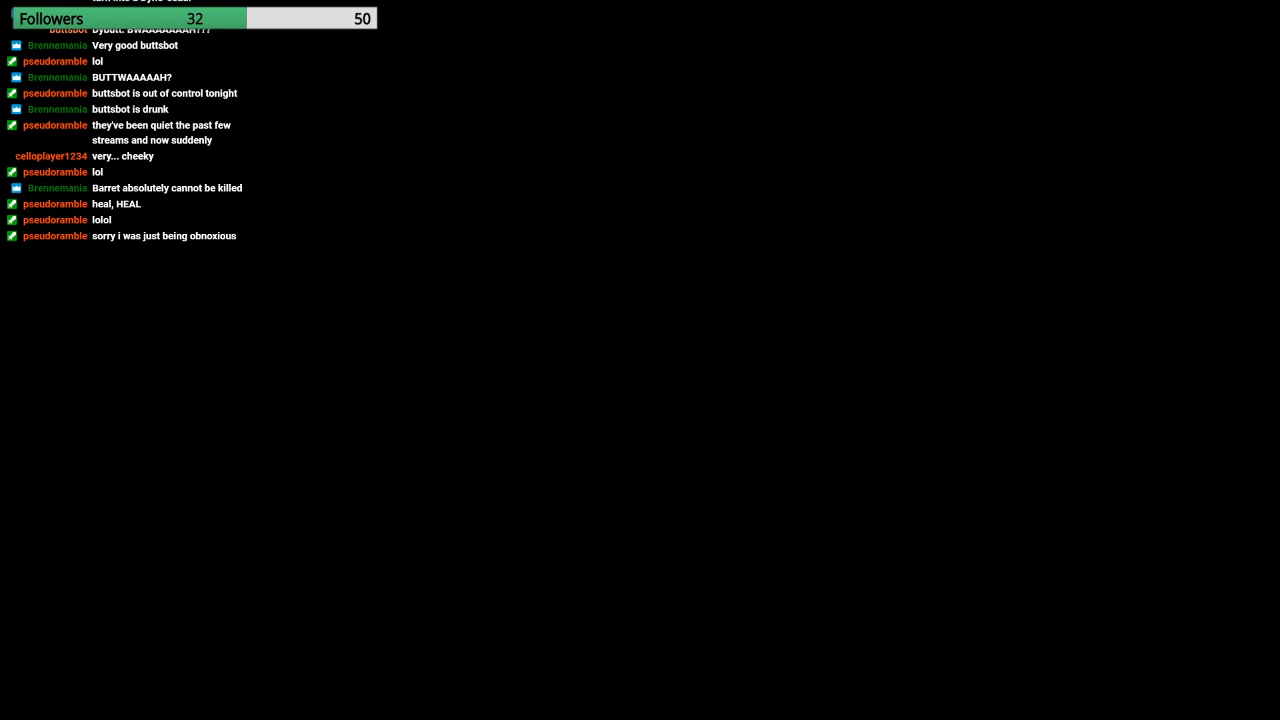 Followers 32 50
buttsbot Dybutt: BWAAAAAAAH???
Brennemania Very good buttsbot
pseudoramble lol
Brennemania BUTTWAAAAAH?
pseudoramble buttsbot is out of control tonight
Brennemania buttsbot is drunk
pseudoramble they've been quiet the past few
streams and now suddenly
celloplayer1234 very... cheeky
pseudoramble lol
Brennemania Barret absolutely cannot be killed
pseudoramble heal, HEAL
pseudoramble lolol
pseudoramble sorry i was just being obnoxious